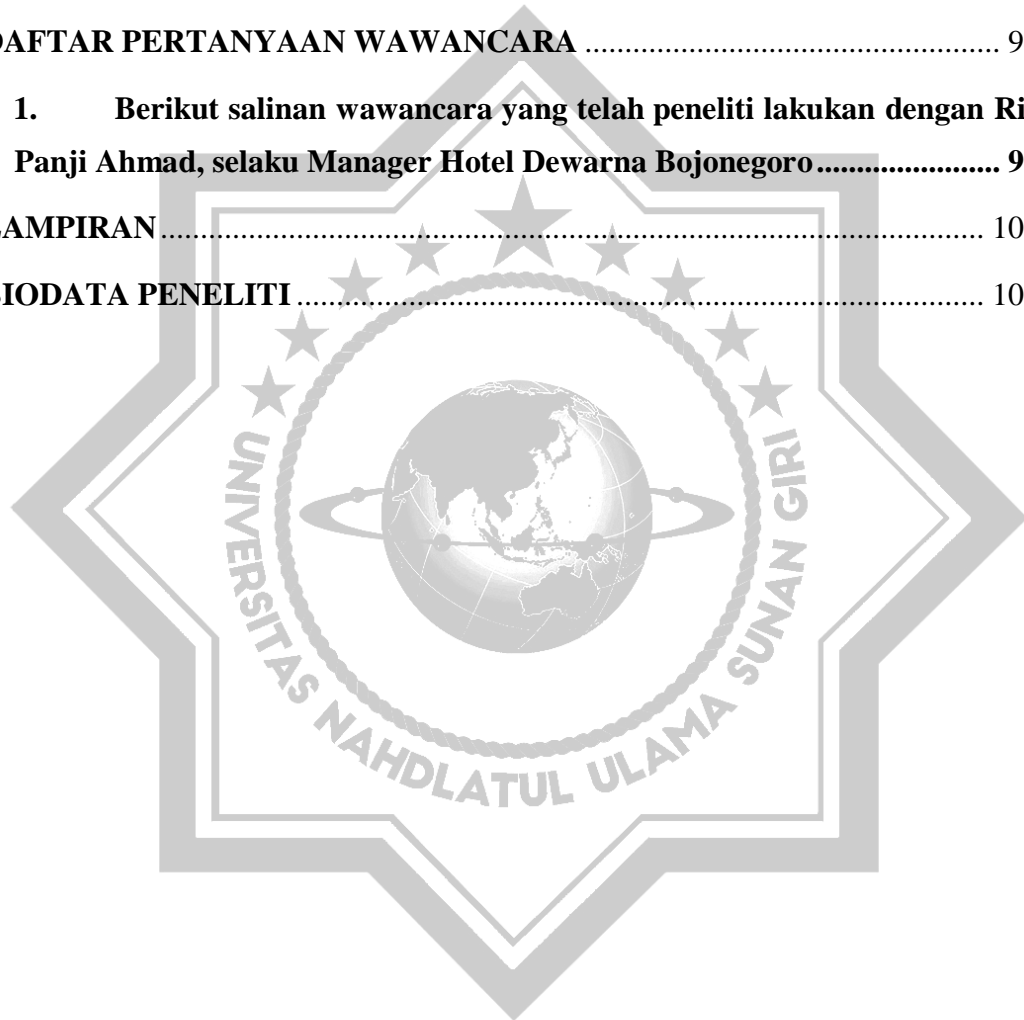 DAFTAR PERTANYAAN WAWANCARA ..................................................... 9
1. Berikut salinan wawancara yang telah peneliti lakukan dengan Ri
Panji Ahmad, selaku Manager Hotel Dewarna Bojonegoro ....................... 9
LAMPIRAN ........................................................................................................ 10
BIODATA PENELITI ....................................................................................... 10
UNIVERSITAS NAHDLATUL ULAMA SUNAN GIRI